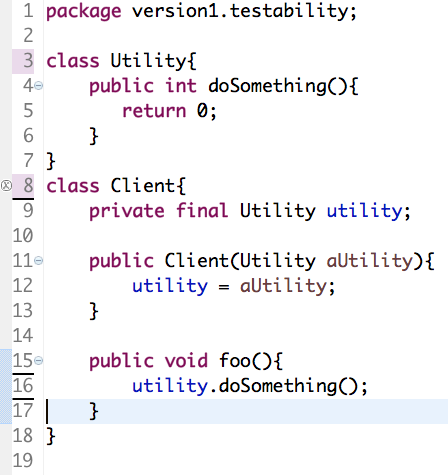 1 package version1.testability;
2
3 class Utility{
4 public int doSomething(){
5 return 0;
6 }
7 }
8 class Client{
9 private final Utility utility;
10
11 public Client(Utility aUtility){
12 utility = aUtility;
13 }
14
15 public void foo(){
16 utility.doSomething();
17 }
18 }
19